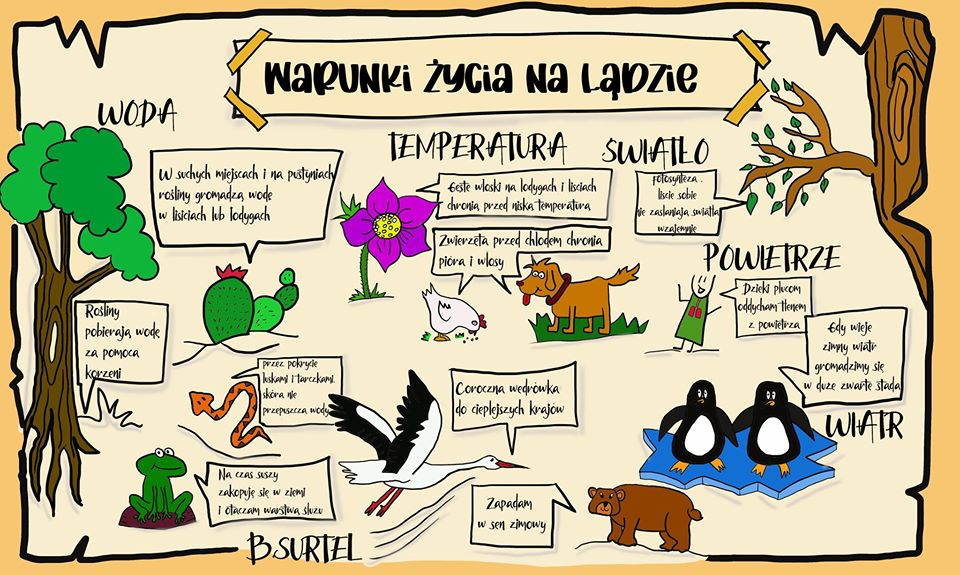 WARUNKI ŻYCIA NA LĄDZIE
WODA
W suchych miejscach i na pustyniach
rośliny gromadzą wodę
w liściach lub łodygach
Rośliny
pobierają wodę
za pomocą
korzeni
przez pokrycie
łuskami i tarczkami,
skóra nie
przepuszcza wody
Na czas suszy
zakopuję się w ziemi
i otaczam warstwą śluzu
TEMPERATURA
Gęste włoski na łodygach i liściach
chronią przed niską temperaturą
Zwierzęta przed chłodem chronią
pióra i włosy
Coroczna wędrówka
do cieplejszych krajów
Zapadam
w sen zimowy
ŚWIATŁO
Fotosynteza .
liście sobie
nie zasłaniają światła
wzajemnie
POWIETRZE
Dzięki płucom
oddycham tlenem
z powietrza
Gdy wieje
zimny wiatr
gromadzimy się
w duże zwarte stada
WIATR
B.SURTEL